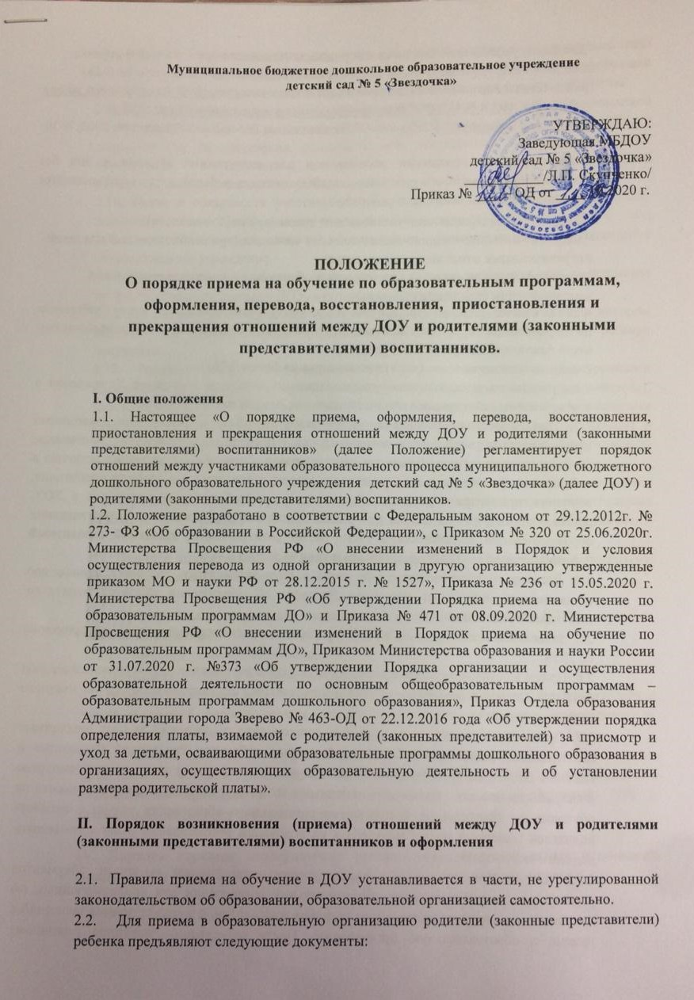 Муниципальное бюджетное дошкольное образовательное учреждение
детский сад № 5 «Звездочка»
УТВЕРЖДАЮ:
Заведующая МБДОУ
детский сад № 5 «Звездочка»
/Л.П. Скупченко/
Приказ № ОД от 2020 г.
ПОЛОЖЕНИЕ
О порядке приема на обучение по образовательным программам,
оформления, перевода, восстановления, приостановления и
прекращения отношений между ДОУ и родителями (законными
представителями) воспитанников.
I. Общие положения
1.1. Настоящее «О порядке приема, оформления, перевода, восстановления,
приостановления и прекращения отношений между ДОУ и родителями (законными
представителями) воспитанников» (далее Положение) регламентирует порядок
отношений между участниками образовательного процесса муниципального бюджетного
дошкольного образовательного учреждения детский сад № 5 «Звездочка» (далее ДОУ) и
родителями (законными представителями) воспитанников.
1.2. Положение разработано в соответствии с Федеральным законом от 29.12.2012г. №
273- ФЗ «Об образовании в Российской Федерации», с Приказом № 320 от 25.06.2020г.
Министерства Просвещения РФ «О внесении изменений в Порядок и условия
осуществления перевода из одной организации в другую организацию утвержденные
приказом МО и науки РФ от 28.12.2015 г. № 1527», Приказа № 236 от 15.05.2020 г.
Министерства Просвещения РФ «Об утверждении Порядка приема на обучение по
образовательным программам ДО» и Приказа № 471 от 08.09.2020 г. Министерства
Просвещения РФ «О внесении изменений в Порядок приема на обучение по
образовательным программам ДО», Приказом Министерства образования и науки России
от 31.07.2020 г. №373 «Об утверждении Порядка организации и осуществления
образовательной деятельности по основным общеобразовательным программам –
образовательным программам дошкольного образования», Приказ Отдела образования
Администрации города Зверево № 463-ОД от 22.12.2016 года «Об утверждении порядка
определения платы, взимаемой с родителей (законных представителей) за присмотр и
уход за детьми, осваивающими образовательные программы дошкольного образования в
организациях, осуществляющих образовательную деятельность и об установлении
размера родительской платы».
II. Порядок возникновения (приема) отношений между ДОУ и родителями
(законными представителями) воспитанников и оформления
2.1. Правила приема на обучение в ДОУ устанавливается в части, не урегулированной
законодательством об образовании, образовательной организацией самостоятельно.
2.2. Для приема в образовательную организацию родители (законные представители)
ребенка предъявляют следующие документы: